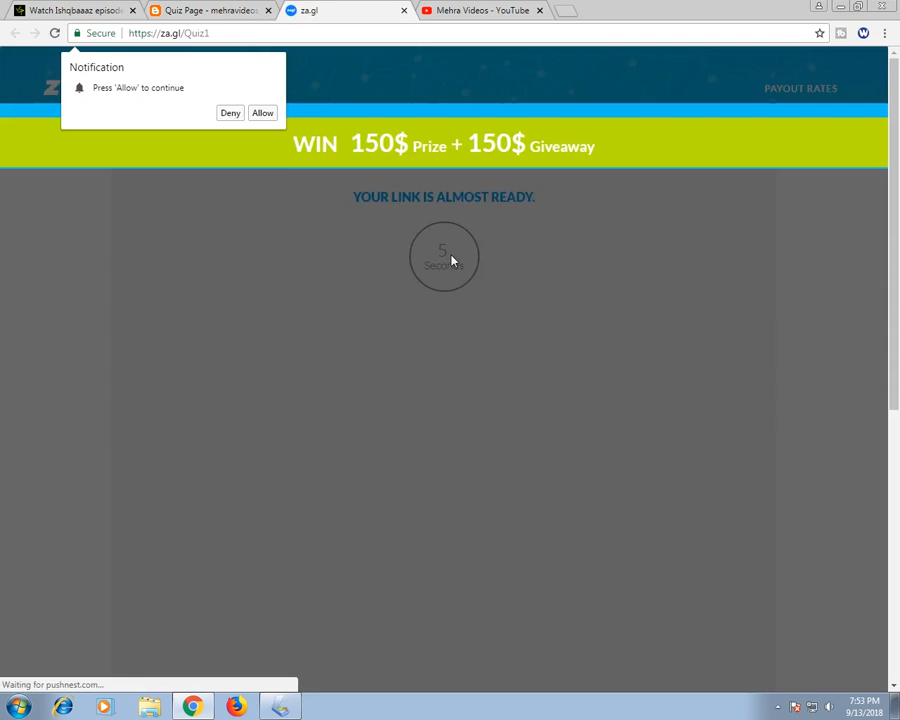 Watch Ishqbaaaz episode
Quiz Page - mehravideos
za.gl
Mehra Videos - YouTube
Secure
https://za.gl/Quiz1
Notification
Press 'Allow' to continue
Deny
Allow
PAYOUT RATES
WIN 150$ Prize + 150$ Giveaway
YOUR LINK IS ALMOST READY.
5
Seconds
Waiting for pushnest.com...
7:53 PM
9/13/2018